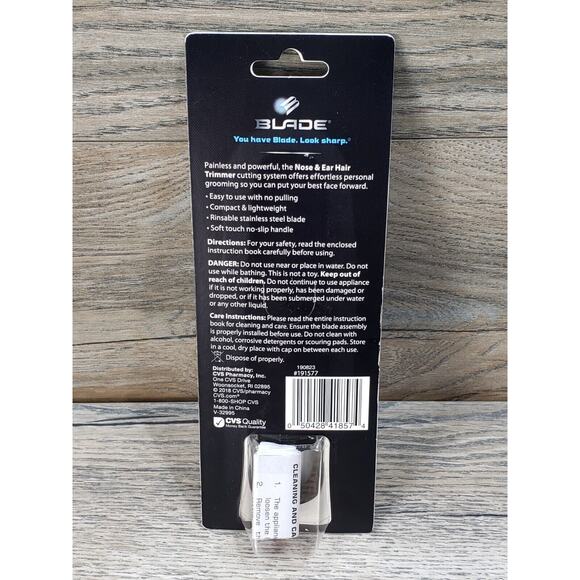 BLADE®
You have Blade. Look sharp.®
Painless and powerful, the Nose & Ear Hair
Trimmer cutting system offers effortless personal
grooming so you can put your best face forward.
• Easy to use with no pulling
• Compact & lightweight
• Rinsable stainless steel blade
• Soft touch no-slip handle
Directions: For your safety, read the enclosed
instruction book carefully before using.
DANGER: Do not use near or place in water. Do not
use while bathing. This is not a toy. Keep out of
reach of children. Do not continue to use appliance
if it is not working properly, has been damaged or
dropped, or if it has been submerged under water
or any other liquid.
Care Instructions: Please read the entire instruction
book for cleaning and care. Ensure the blade assembly
is properly installed before use. Do not clean with
alcohol, corrosive detergents or scouring pads. Store
in a cool, dry place with cap on between each use.
Dispose of properly.
Distributed by:
CVS Pharmacy, Inc.
One CVS Drive
Woonsocket, RI 02895
© 2018 CVS/pharmacy
CVS.com®
1-800-SHOP CVS
Made in China
V-32995
CVS Quality
Money Back Guarantee
190823
#191577
0 50428 41857 4
CLEANING AND CA
1. The applian
loosen the
2. Remove th